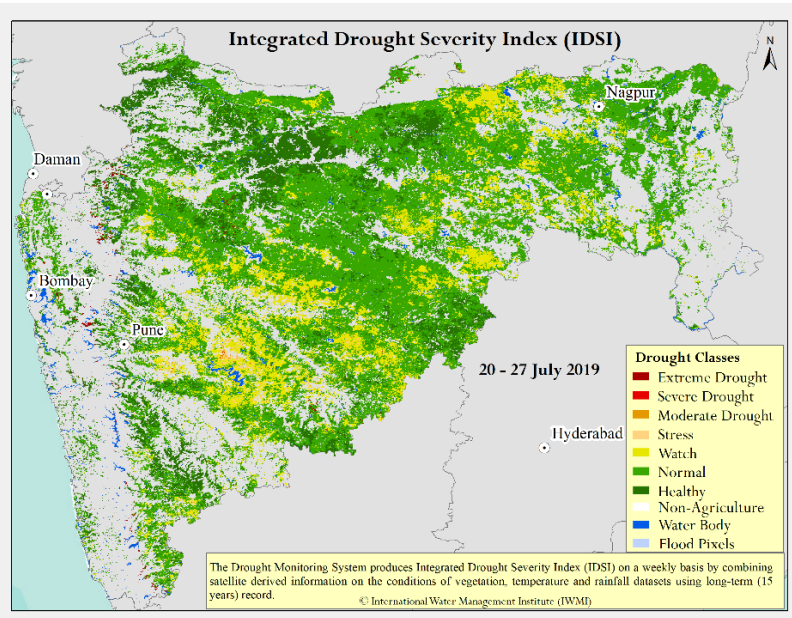 Integrated Drought Severity Index (IDSI)
N
Nagpur
Daman
Bombay
Pune
20 - 27 July 2019
Hyderabad
Drought Classes
Extreme Drought
Severe Drought
Moderate Drought
Stress
Watch
Normal
Healthy
Non-Agriculture
Water Body
Flood Pixels
The Drought Monitoring System produces Integrated Drought Severity Index (IDSI) on a weekly basis by combining
satellite derived information on the conditions of vegetation, temperature and rainfall datasets using long-term (15
years) record.
© International Water Management Institute (IWMI)